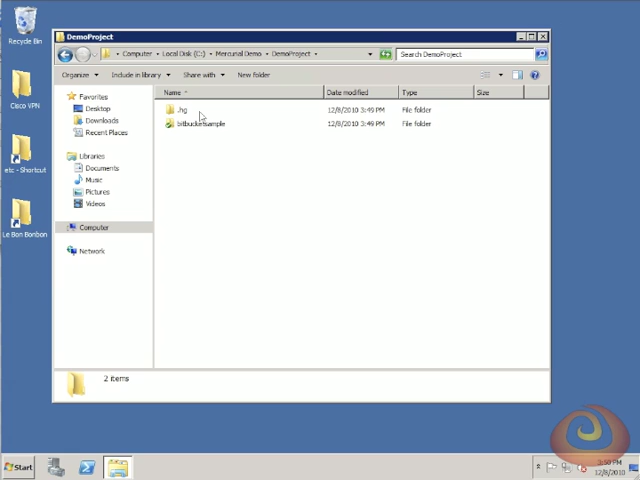 Recycle Bin
Cisco VPN
etc - Shortcut
Le Bon Bonbon
DemoProject
Computer Local Disk (C:) Mercurial Demo DemoProject
Search DemoProject
Organize Include in library Share with New folder
Favorites
Desktop
Downloads
Recent Places
Libraries
Documents
Music
Pictures
Videos
Computer
Network
Name Date modified Type Size
.hg 12/8/2010 3:49 PM File folder
bitbucketsample 12/8/2010 3:49 PM File folder
2 items
Start
3:50 PM
12/8/2010